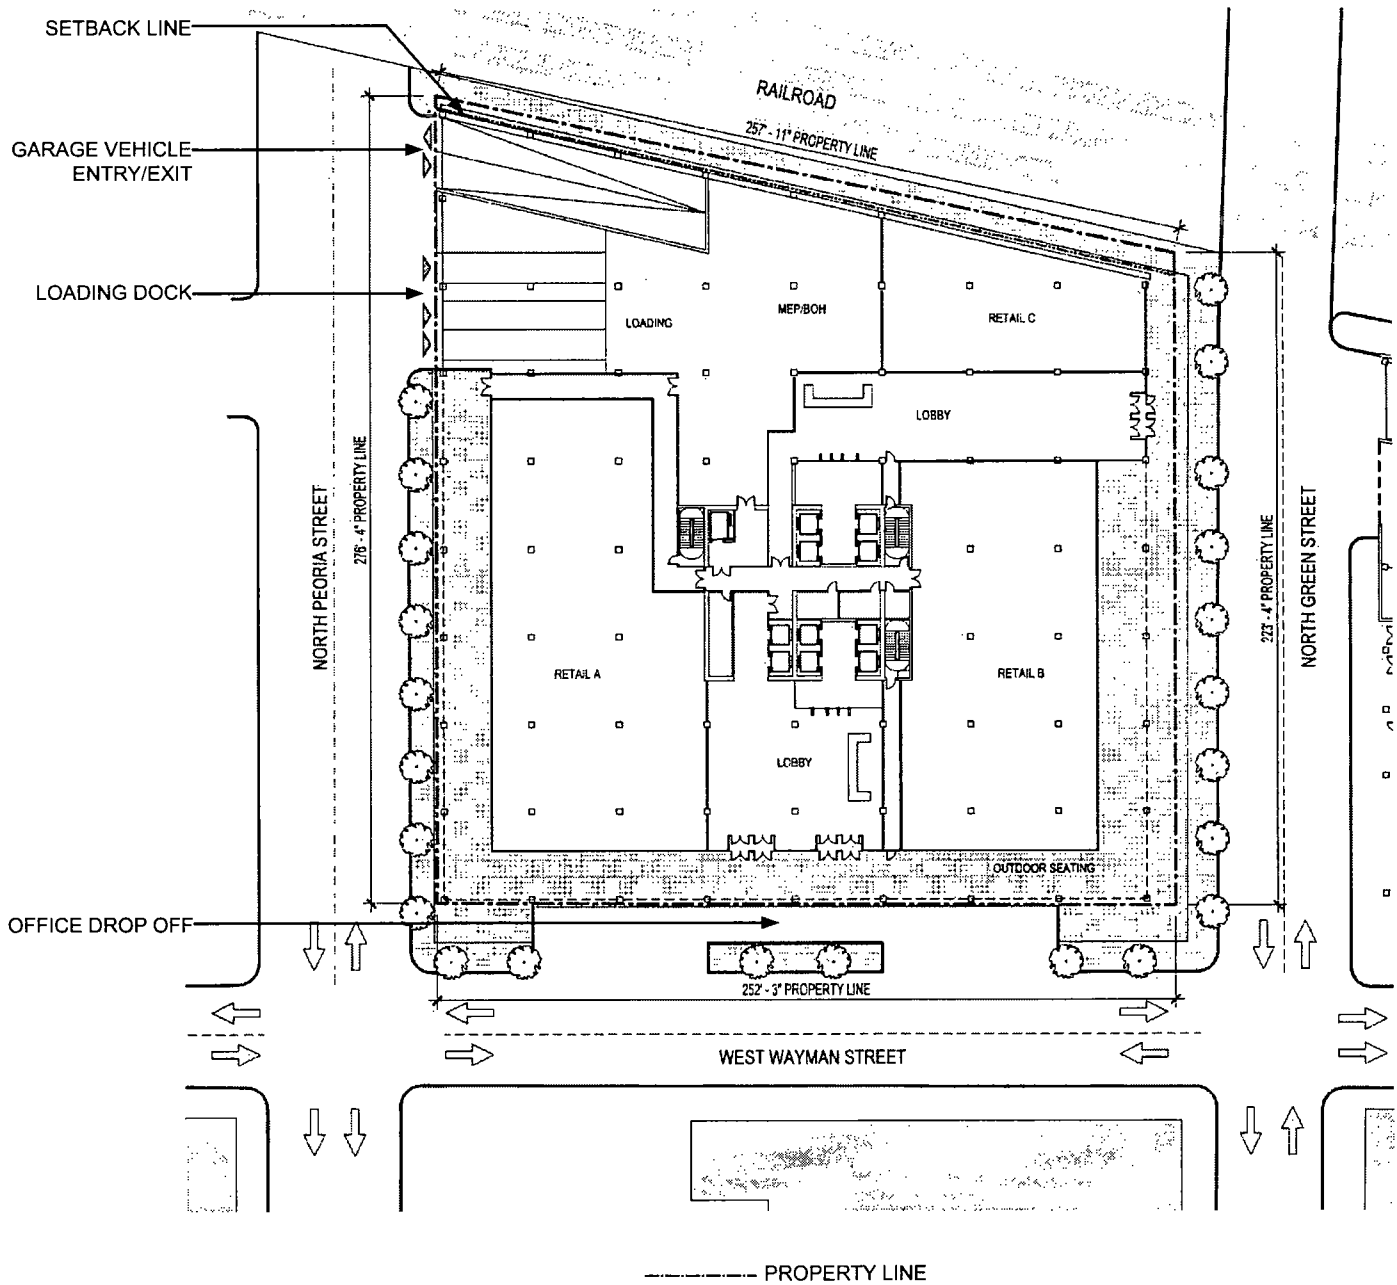 SETBACK LINE
RAILROAD
257' - 11" PROPERTY LINE
GARAGE VEHICLE
ENTRY/EXIT
LOADING DOCK
LOADING
MEP/BOH
RETAIL C
LOBBY
NORTH PEORIA STREET
276' - 4" PROPERTY LINE
223' - 4" PROPERTY LINE
NORTH GREEN STREET
RETAIL A
RETAIL B
LOBBY
OUTDOOR SEATING
OFFICE DROP OFF
252' - 3" PROPERTY LINE
WEST WAYMAN STREET
PROPERTY LINE